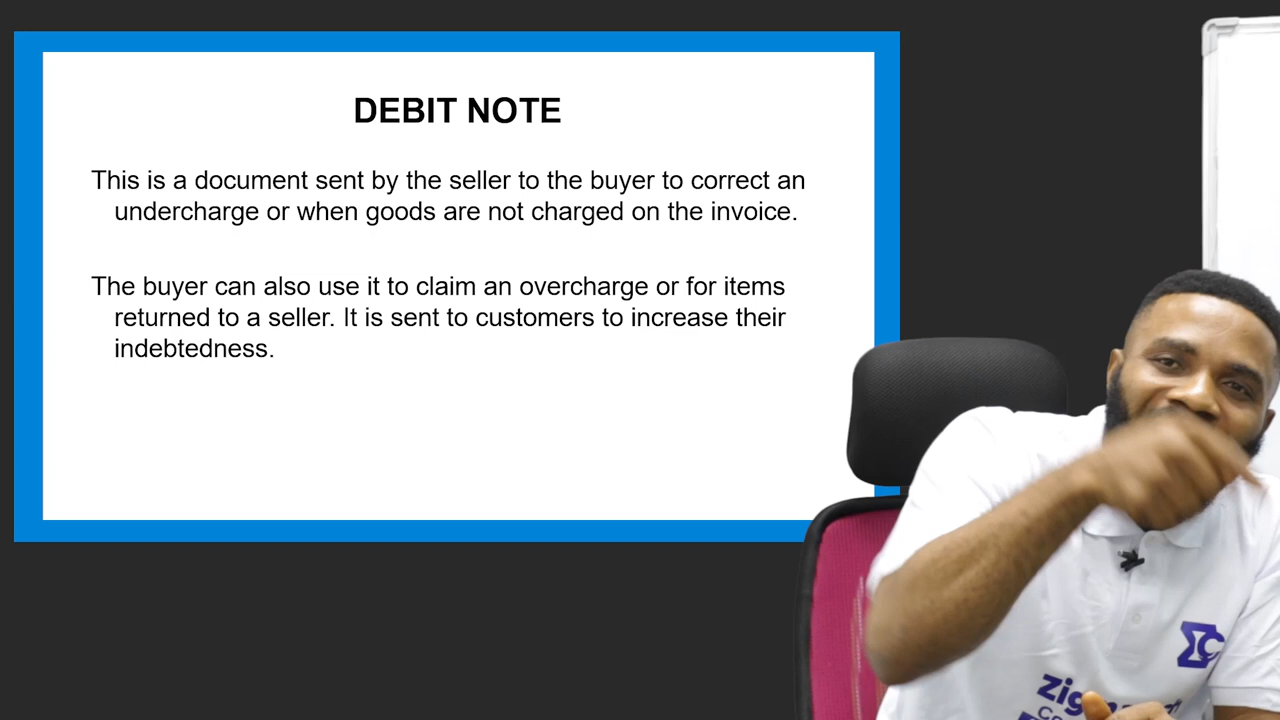 DEBIT NOTE
This is a document sent by the seller to the buyer to correct an
undercharge or when goods are not charged on the invoice.
The buyer can also use it to claim an overcharge or for items
returned to a seller. It is sent to customers to increase their
indebtedness.
ΣC